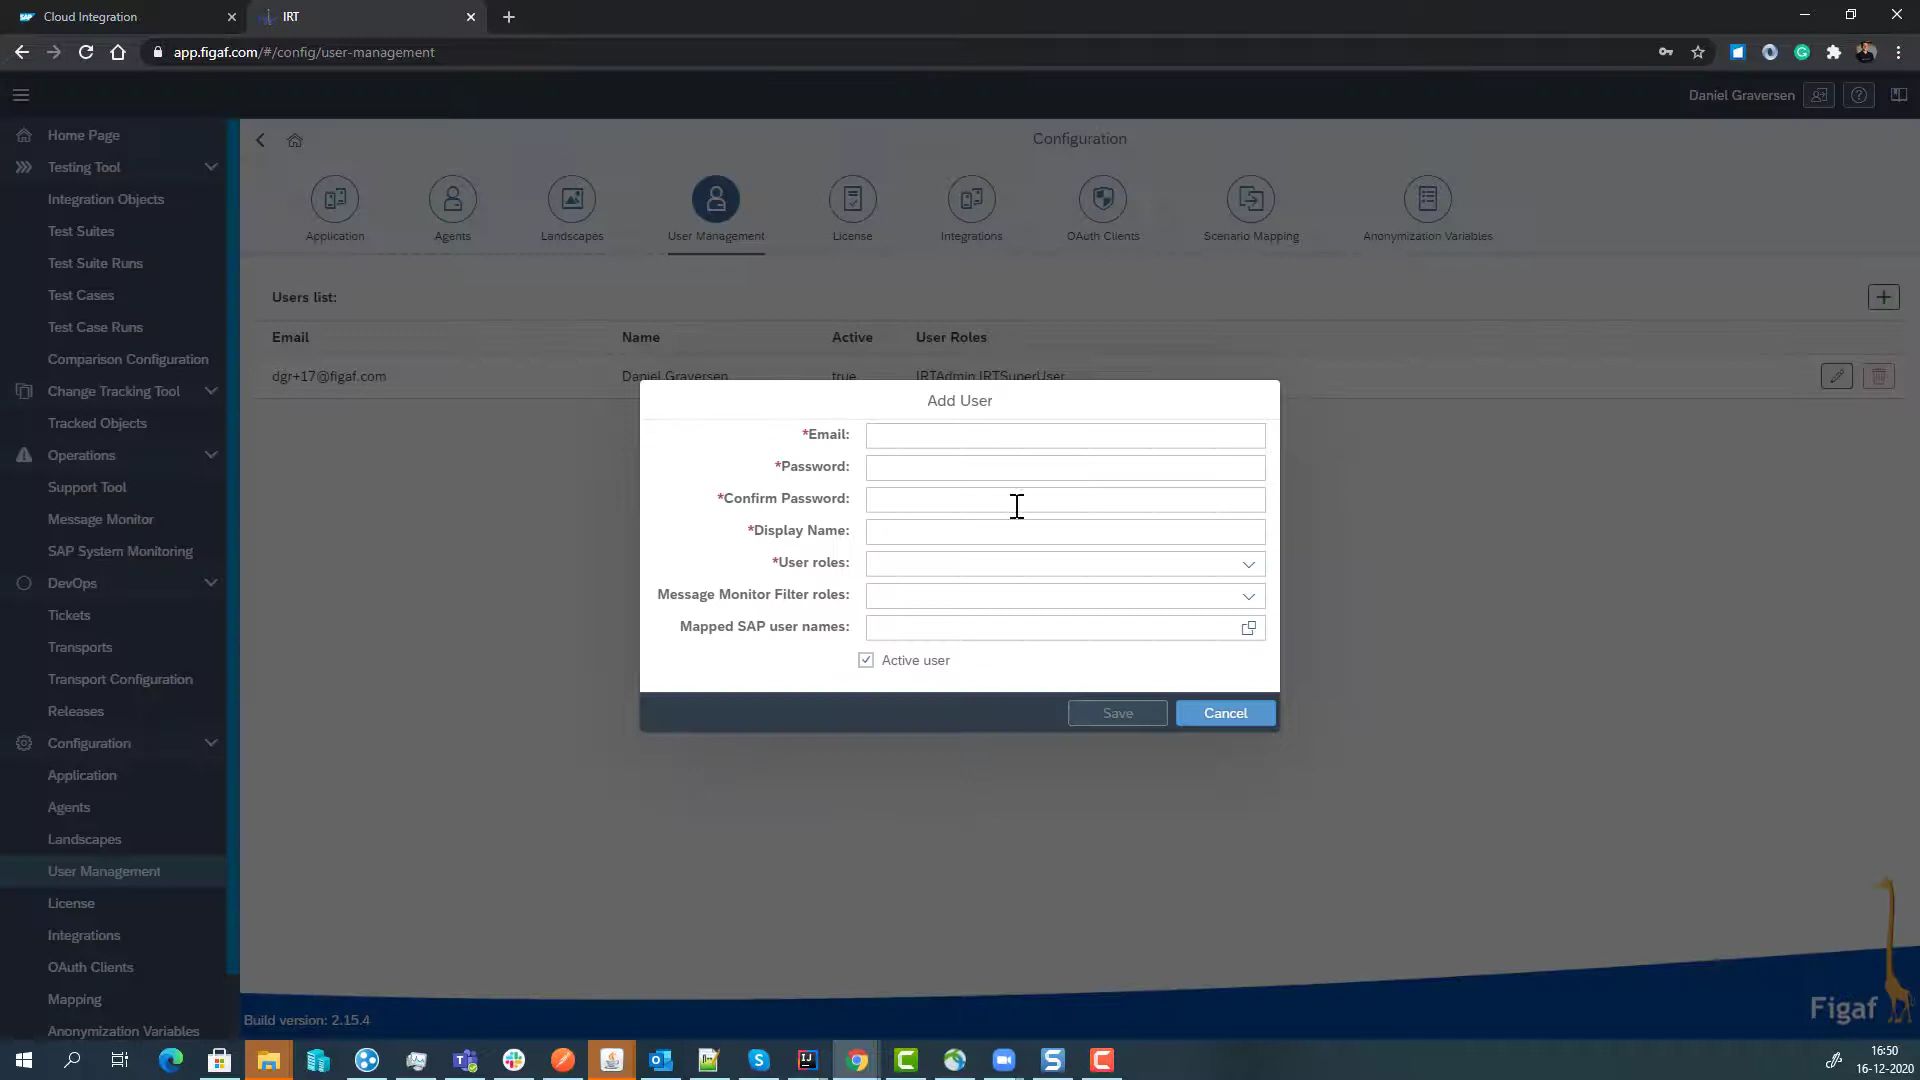 Cloud Integration
IRT
app.figaf.com/#/config/user-management
Daniel Graversen
Home Page
Testing Tool
Integration Objects
Test Suites
Test Suite Runs
Test Cases
Test Case Runs
Comparison Configuration
Change Tracking Tool
Tracked Objects
Operations
Support Tool
Message Monitor
SAP System Monitoring
DevOps
Tickets
Transports
Transport Configuration
Releases
Configuration
Application
Agents
Landscapes
User Management
License
Integrations
OAuth Clients
Mapping
Anonymization Variables
Configuration
Application
Agents
Landscapes
User Management
License
Integrations
OAuth Clients
Scenario Mapping
Anonymization Variables
Users list:
Email Name Active User Roles
dgr+17@figaf.com Daniel Graversen true IRTAdmin,IRTSuperUser
Add User
*Email:
*Password:
*Confirm Password:
*Display Name:
*User roles:
Message Monitor Filter roles:
Mapped SAP user names:
Active user
Save Cancel
Figaf
Build version: 2.15.4
16:50
16-12-2020